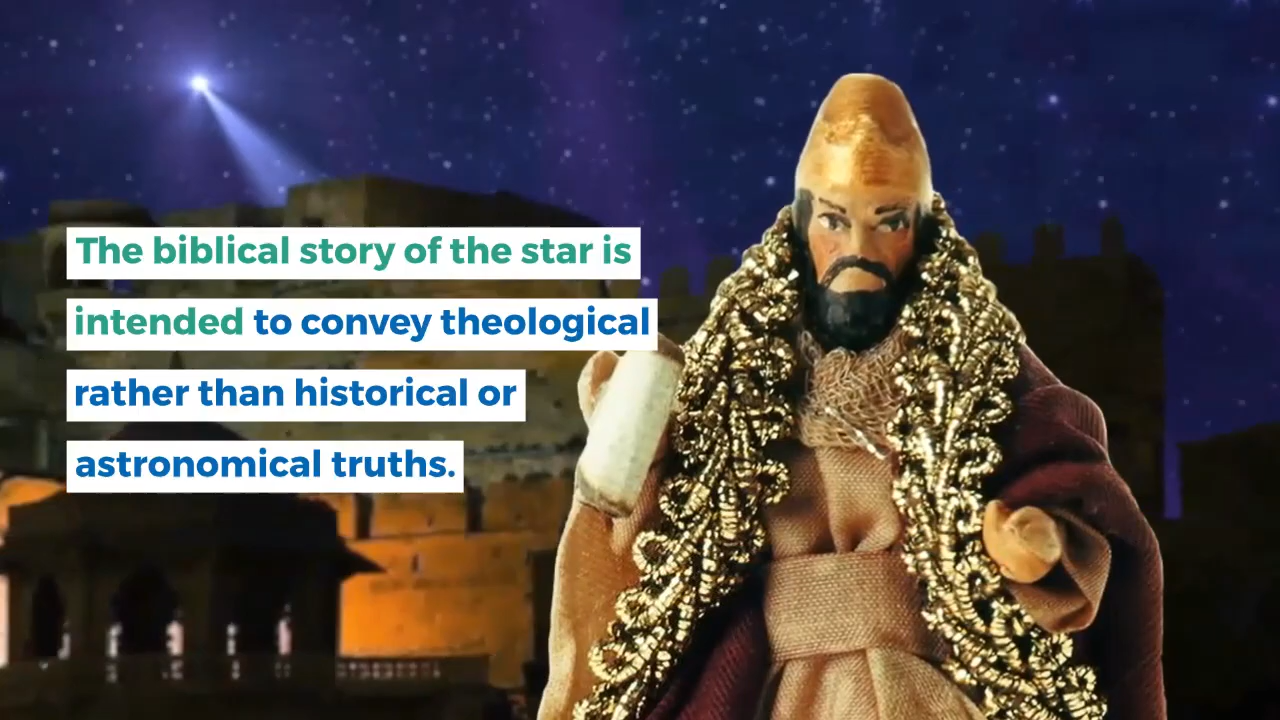 The biblical story of the star is
intended to convey theological
rather than historical or
astronomical truths.